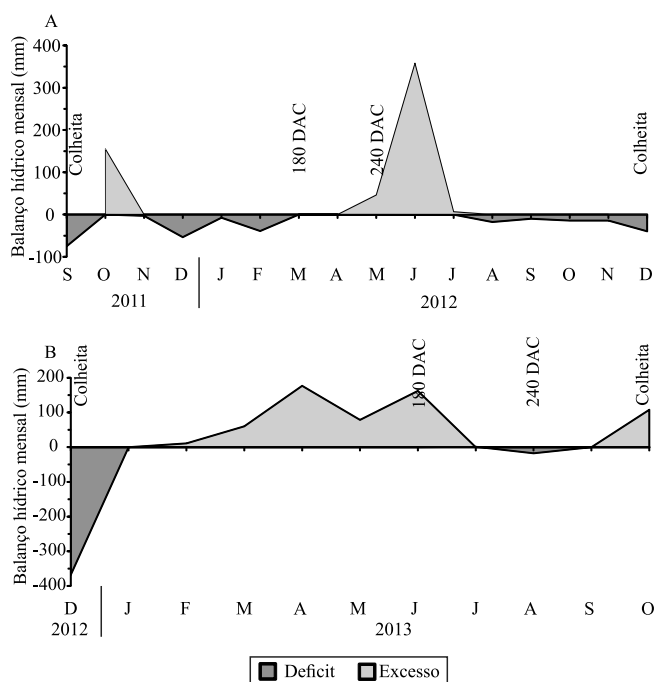 A
Balanço hídrico mensal (mm)
400
300
200
100
0
-100
Colheita
180 DAC
240 DAC
Colheita
S O N D J F M A M J J A S O N D
2011 2012
B
Balanço hídrico mensal (mm)
200
100
0
-100
-200
-300
-400
Colheita
180 DAC
240 DAC
Colheita
D J F M A M J J A S O
2012 2013
Deficit Excesso